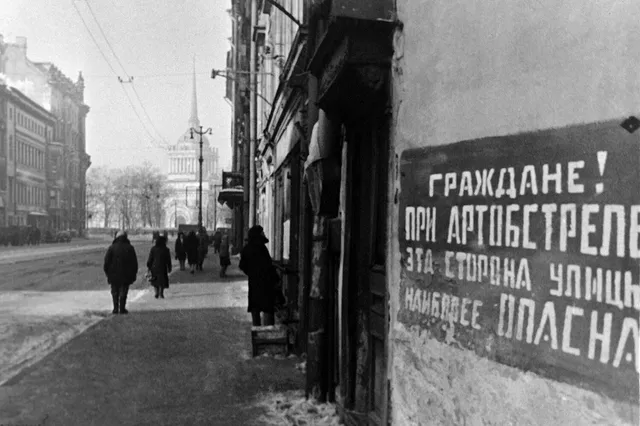 ГРАЖДАНЕ!
ПРИ АРТОБСТРЕЛЕ
ЭТА СТОРОНА УЛИЦЫ
НАИБОЛЕЕ ОПАСНА